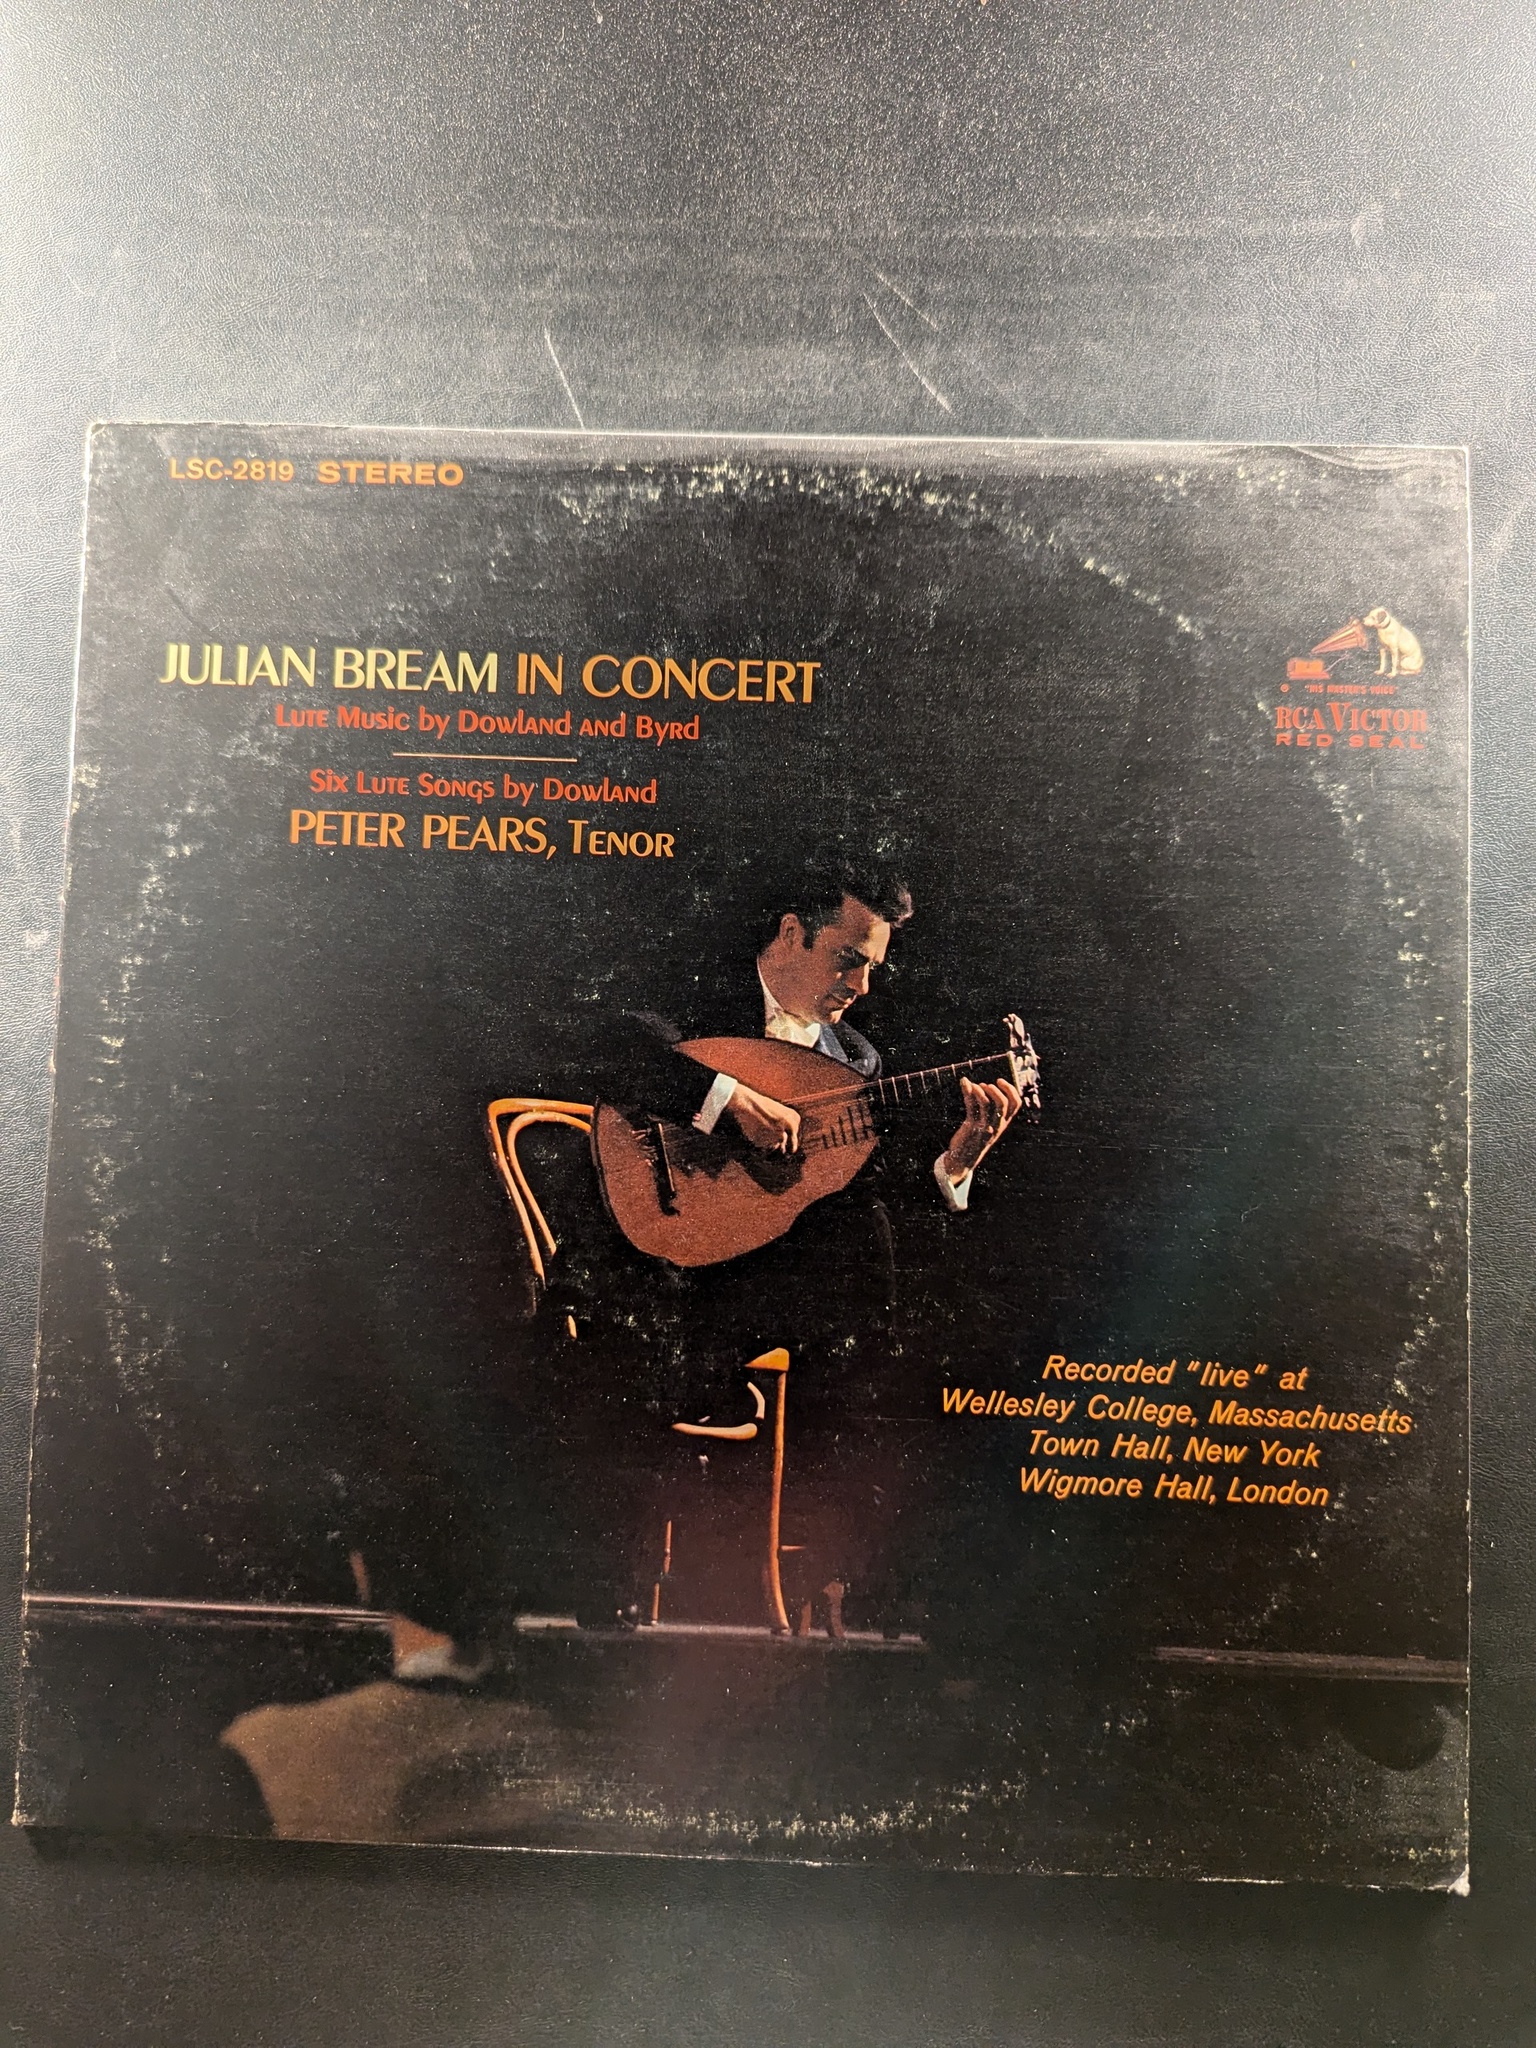 LSC-2819 STEREO
JULIAN BREAM IN CONCERT
Lute Music by Dowland and Byrd
Six Lute Songs by Dowland
PETER PEARS, Tenor
"HIS MASTER'S VOICE"
RCA VICTOR
RED SEAL
Recorded "live" at
Wellesley College, Massachusetts
Town Hall, New York
Wigmore Hall, London